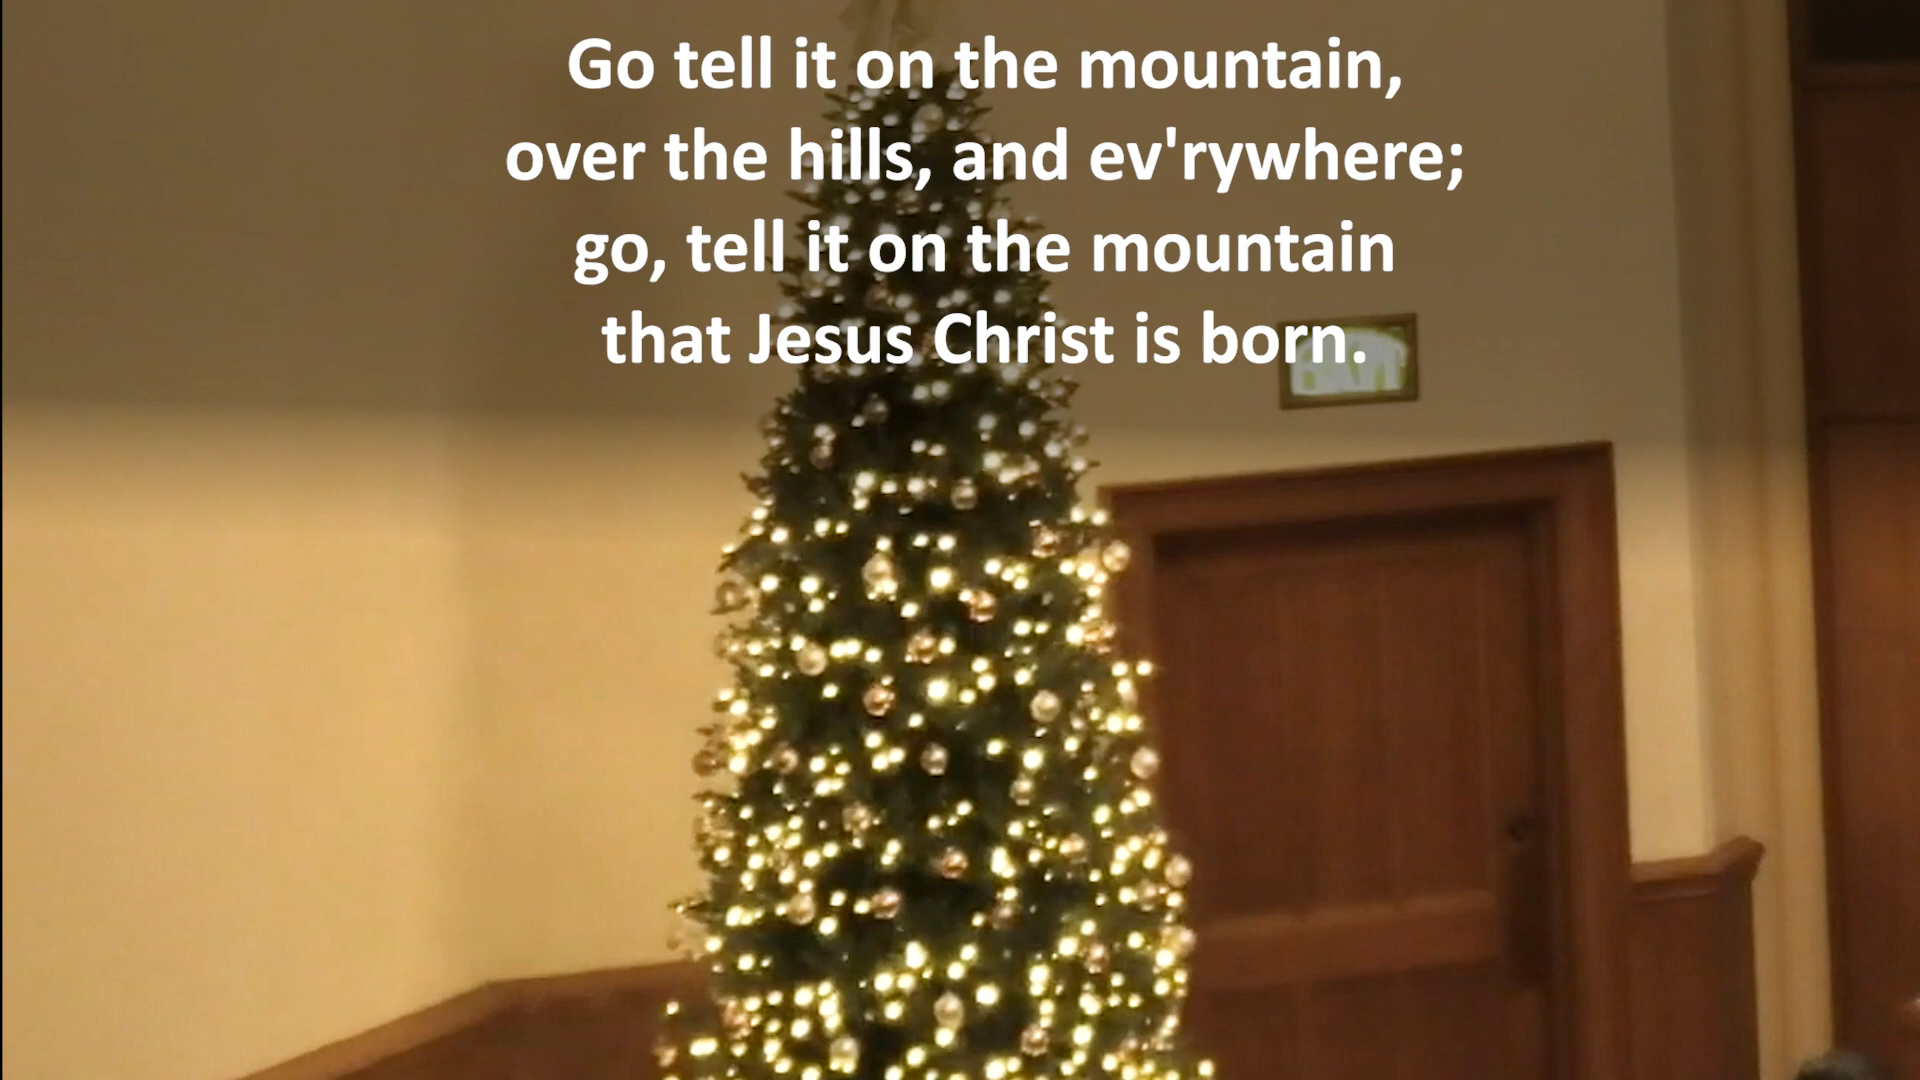 Go tell it on the mountain,
over the hills, and ev'rywhere;
go, tell it on the mountain
that Jesus Christ is born.